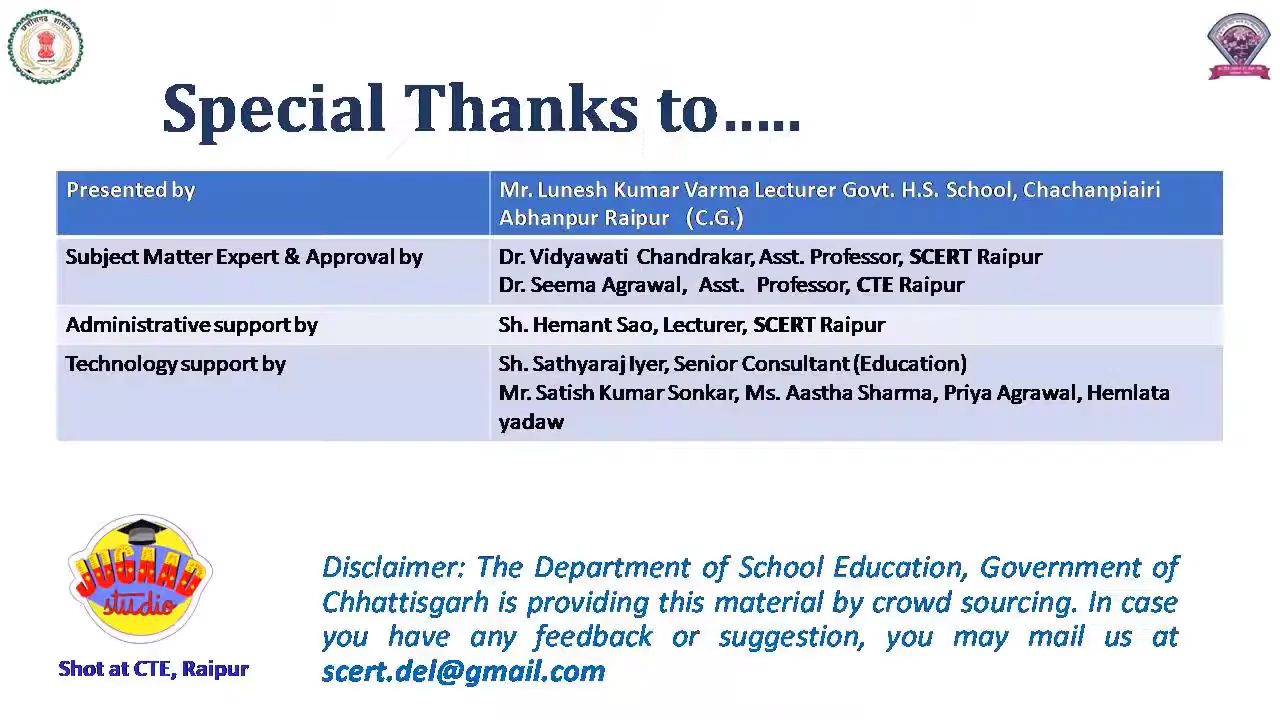 छत्तीसगढ़ शासन
Special Thanks to.....
Presented by
Mr. Lunesh Kumar Varma Lecturer Govt. H.S. School, Chachanpiairi
Abhanpur Raipur (C.G.)
Subject Matter Expert & Approval by
Dr. Vidyawati Chandrakar, Asst. Professor, SCERT Raipur
Dr. Seema Agrawal, Asst. Professor, CTE Raipur
Administrative support by
Sh. Hemant Sao, Lecturer, SCERT Raipur
Technology support by
Sh. Sathyaraj Iyer, Senior Consultant (Education)
Mr. Satish Kumar Sonkar, Ms. Aastha Sharma, Priya Agrawal, Hemlata
yadaw
JUGAAD
studio
Shot at CTE, Raipur
Disclaimer: The Department of School Education, Government of
Chhattisgarh is providing this material by crowd sourcing. In case
you have any feedback or suggestion, you may mail us at
scert.del@gmail.com